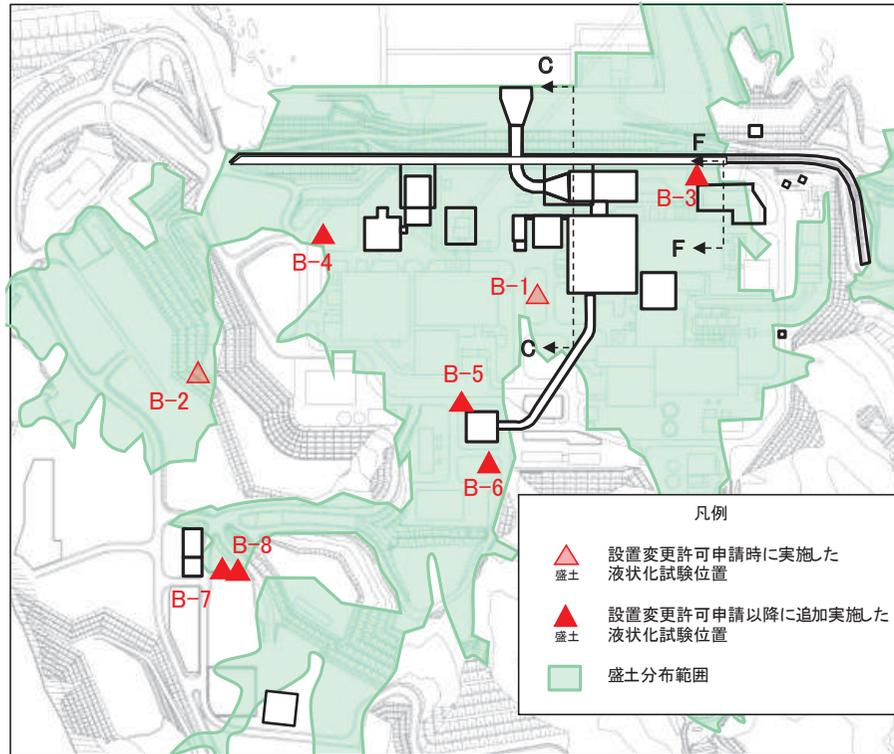 C
F
B-3
B-4
F
B-1
C
B-5
B-2
B-6
B-8
B-7
凡例
盛土
設置変更許可申請時に実施した
液状化試験位置
盛土
設置変更許可申請以降に追加実施した
液状化試験位置
盛土分布範囲